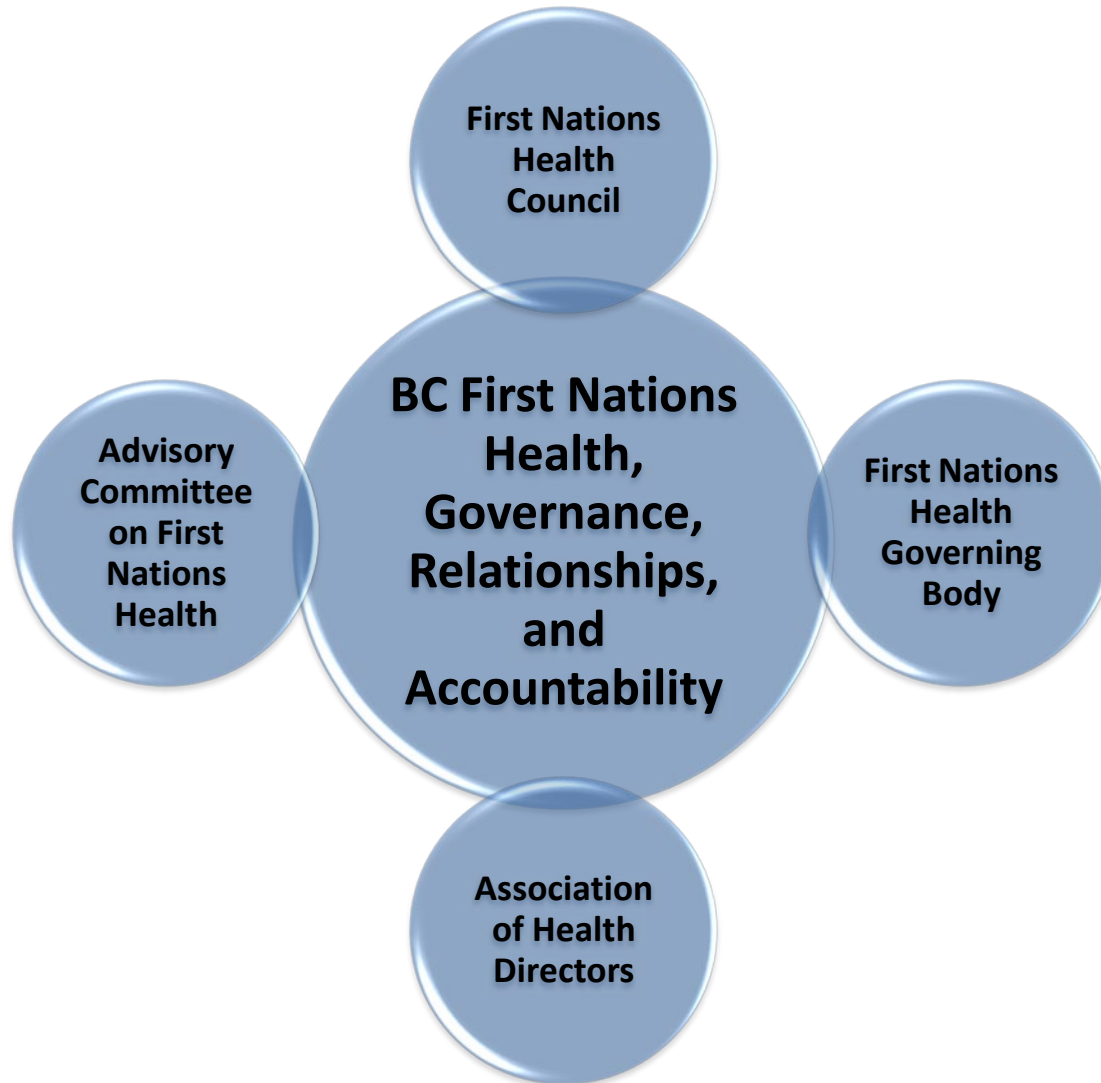 First Nations
Health
Council
BC First Nations
Health,
Governance,
Relationships,
and
Accountability
Advisory
Committee
on First
Nations
Health
First Nations
Health
Governing
Body
Association
of Health
Directors